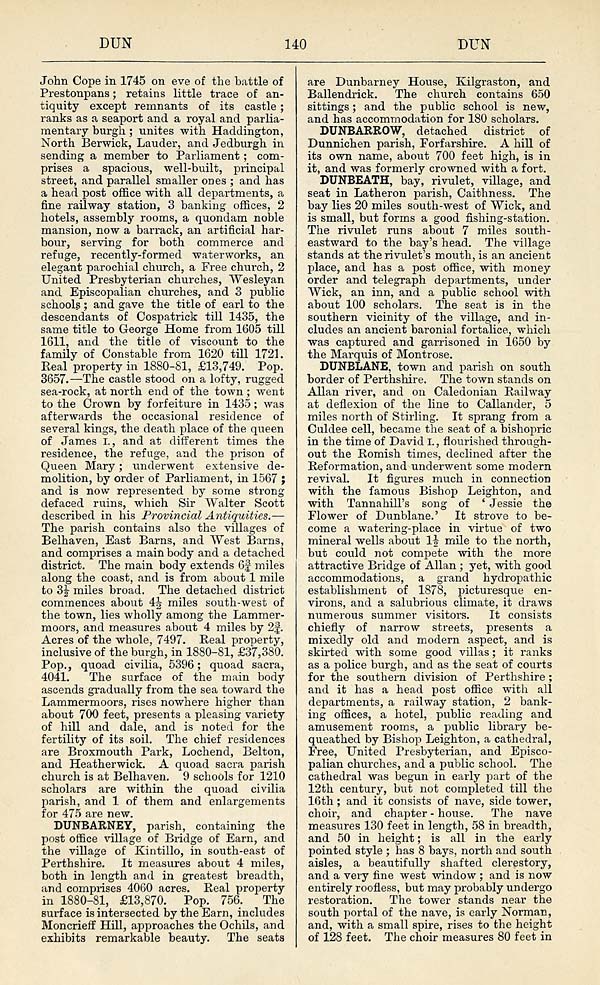 DUN 140 DUN
John Cope in 1745 on eve of the battle of
Prestonpans; retains little trace of an-
tiquity except remnants of its castle;
ranks as a seaport and a royal and parlia-
mentary burgh; unites with Haddington,
North Berwick, Lauder, and Jedburgh in
sending a member to Parliament; com-
prises a spacious, well-built, principal
street, and parallel smaller ones; and has
a head post office with all departments, a
fine railway station, 3 banking offices, 2
hotels, assembly rooms, a quondam noble
mansion, now a barrack, an artificial har-
bour, serving for both commerce and
refuge, recently-formed waterworks, an
elegant parochial church, a Free church, 2
United Presbyterian churches, Wesleyan
and Episcopalian churches, and 3 public
schools; and gave the title of earl to the
descendants of Cospatrick till 1435, the
same title to George Home from 1605 till
1611, and the title of viscount to the
family of Constable from 1620 till 1721.
Real property in 1880-81, £13,749. Pop.
3657.—The castle stood on a lofty, rugged
sea-rock, at north end of the town; went
to the Crown by forfeiture in 1435; was
afterwards the occasional residence of
several kings, the death place of the queen
of James I., and at different times the
residence, the refuge, and the prison of
Queen Mary; underwent extensive de-
molition, by order of Parliament, in 1567;
and is now represented by some strong
defaced ruins, which Sir Walter Scott
described in his Provincial Antiquities.—
The parish contains also the villages of
Belhaven, East Barns, and West Barns,
and comprises a main body and a detached
district. The main body extends 6¾ miles
along the coast, and is from about 1 mile
to 3½ miles broad. The detached district
commences about 4½ miles south-west of
the town, lies wholly among the Lammer-
moors, and measures about 4 miles by 2¾.
Acres of the whole, 7497. Real property,
inclusive of the burgh, in 1880-81, £37,380.
Pop., quoad civilia, 5396; quoad sacra,
4041. The surface of the main body
ascends gradually from the sea toward the
Lammermoors, rises nowhere higher than
about 700 feet, presents a pleasing variety
of hill and dale, and is noted for the
fertility of its soil. The chief residences
are Broxmouth Park, Lochend, Belton,
and Heatherwick. A quoad sacra parish
church is at Belhaven. 9 schools for 1210
scholars are within the quoad civilia
parish, and 1 of them and enlargements
for 475 are new.
DUNBARNEY, parish, containing the
post office village of Bridge of Earn, and
the village of Kintillo, in south-east of
Perthshire. It measures about 4 miles,
both in length and in greatest breadth,
and comprises 4060 acres. Real property
in 1880-81, £13,870. Pop. 756. The
surface is intersected by the Earn, includes
Moncrieff Hill, approaches the Ochils, and
exhibits remarkable beauty. The seats
are Dunbarney House, Kilgraston, and
Ballendrick. The church contains 650
sittings; and the public school is new,
and has accommodation for 180 scholars.
DUNBARROW, detached district of
Dunnichen parish, Forfarshire. A hill of
its own name, about 700 feet high, is in
it, and was formerly crowned with a fort.
DUNBEATH, bay, rivulet, village, and
seat in Latheron parish, Caithness. The
bay lies 20 miles south-west of Wick, and
is small, but forms a good fishing-station.
The rivulet runs about 7 miles south-
eastward to the bay's head. The village
stands at the rivulet's mouth, is an ancient
place, and has a post office, with money
order and telegraph departments, under
Wick, an inn, and a public school with
about 100 scholars. The seat is in the
southern vicinity of the village, and in-
cludes an ancient baronial fortalice, which
was captured and garrisoned in 1650 by
the Marquis of Montrose.
DUNBLANE, town and parish on south
border of Perthshire. The town stands on
Allan river, and on Caledonian Railway
at deflexion of the line to Callander, 5
miles north of Stirling. It sprang from a
Culdee cell, became the seat of a bishopric
in the time of David I., flourished through-
out the Romish times, declined after the
Reformation, and underwent some modern
revival. It figures much in connection
with the famous Bishop Leighton, and
with Tannahill's song of 'Jessie the
Flower of Dunblane.' It strove to be-
come a watering-place in virtue of two
mineral wells about 1½ mile to the north,
but could not compete with the more
attractive Bridge of Allan; yet, with good
accommodations, a grand hydropathic
establishment of 1878, picturesque en-
virons, and a salubrious climate, it draws
numerous summer visitors. It consists
chiefly of narrow streets, presents a
mixedly old and modern aspect, and is
skirted with some good villas; it ranks
as a police burgh, and as the seat of courts
for the southern division of Perthshire;
and it has a head post office with all
departments, a railway station, 2 bank-
ing offices, a hotel, public reading and
amusement rooms, a public library be-
queathed by Bishop Leighton, a cathedral,
Free, United Presbyterian, and Episco-
palian churches, and a public school. The
cathedral was begun in early part of the
12th century, but not completed till the
16th; and it consists of nave, side tower,
choir, and chapter-house. The nave
measures 130 feet in length, 58 in breadth,
and 50 in height; is all in the early
pointed style; has 8 bays, north and south
aisles, a beautifully shafted clerestory,
and a very fine west window; and is now
entirely roofless, but may probably undergo
restoration. The tower stands near the
south portal of the nave, is early Norman,
and, with a small spire, rises to the height
of 128 feet. The choir measures 80 feet in